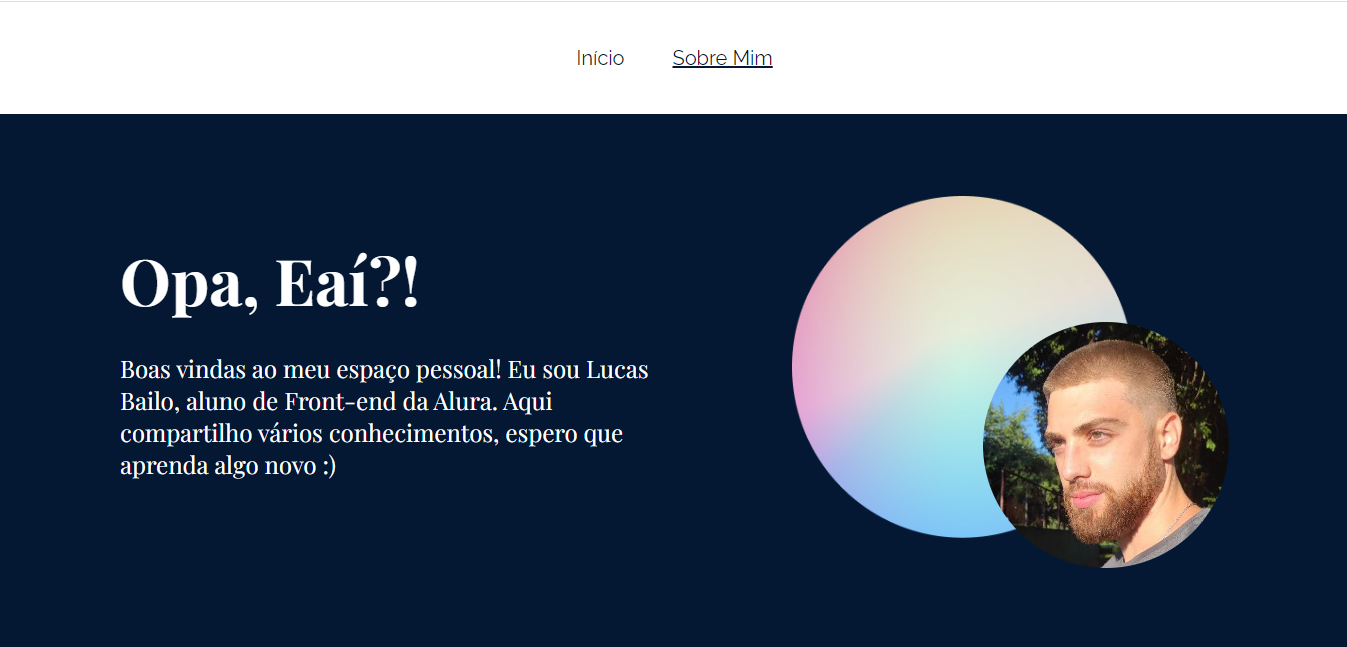 Início Sobre Mim
Opa, Eaí?!
Boas vindas ao meu espaço pessoal! Eu sou Lucas
Bailo, aluno de Front-end da Alura. Aqui
compartilho vários conhecimentos, espero que
aprenda algo novo :)